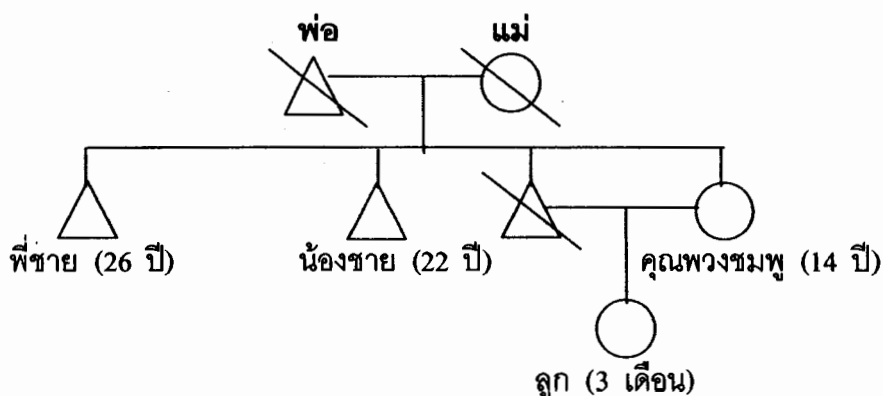 พ่อ แม่
พี่ชาย (26 ปี) น้องชาย (22 ปี) คุณพวงชมพู (14 ปี)
ลูก (3 เดือน)